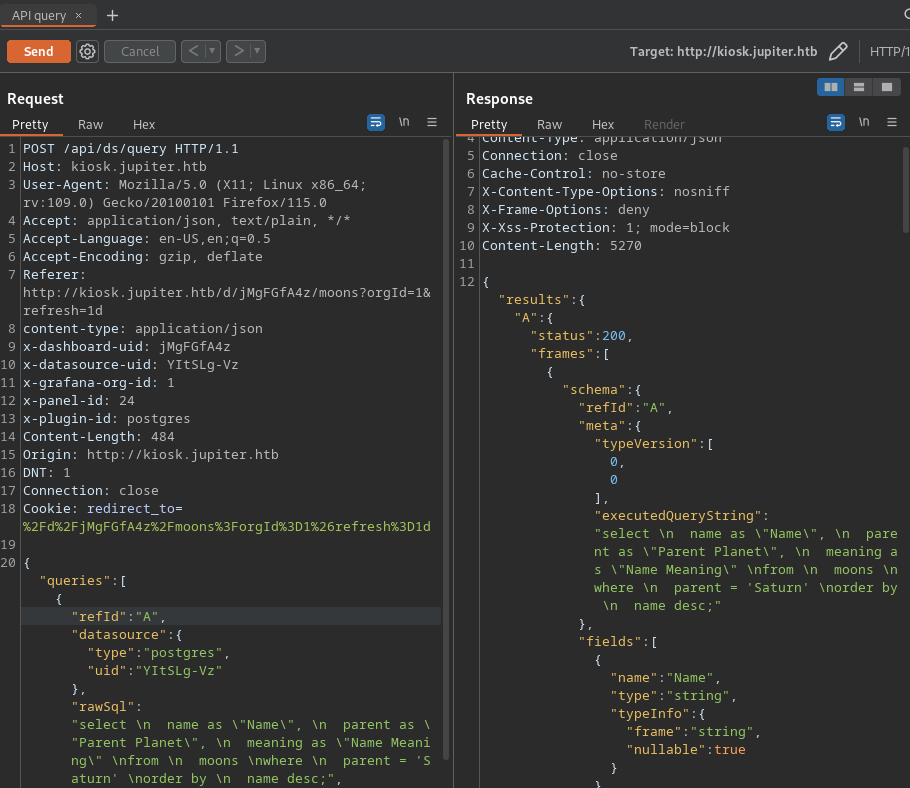 API query × +
Send Cancel < > Target: http://kiosk.jupiter.htb HTTP/1
Request
Pretty Raw Hex \n
1 POST /api/ds/query HTTP/1.1
2 Host: kiosk.jupiter.htb
3 User-Agent: Mozilla/5.0 (X11; Linux x86_64;
rv:109.0) Gecko/20100101 Firefox/115.0
4 Accept: application/json, text/plain, */*
5 Accept-Language: en-US,en;q=0.5
6 Accept-Encoding: gzip, deflate
7 Referer:
http://kiosk.jupiter.htb/d/jMgFGfA4z/moons?orgId=1&
refresh=1d
8 content-type: application/json
9 x-dashboard-uid: jMgFGfA4z
10 x-datasource-uid: YItSLg-Vz
11 x-grafana-org-id: 1
12 x-panel-id: 24
13 x-plugin-id: postgres
14 Content-Length: 484
15 Origin: http://kiosk.jupiter.htb
16 DNT: 1
17 Connection: close
18 Cookie: redirect_to=
%2Fd%2FjMgFGfA4z%2Fmoons%3ForgId%3D1%26refresh%3D1d
19
20 {
"queries":[
{
"refId":"A",
"datasource":{
"type":"postgres",
"uid":"YItSLg-Vz"
},
"rawSql":
"select \n  name as \"Name\", \n  parent as \
"Parent Planet\", \n  meaning as \"Name Meani
ng\" \nfrom \n  moons \nwhere \n  parent = 'S
aturn' \norder by \n  name desc;",
Response
Pretty Raw Hex Render \n
4 Content-Type: application/json
5 Connection: close
6 Cache-Control: no-store
7 X-Content-Type-Options: nosniff
8 X-Frame-Options: deny
9 X-Xss-Protection: 1; mode=block
10 Content-Length: 5270
11
12 {
"results":{
"A":{
"status":200,
"frames":[
{
"schema":{
"refId":"A",
"meta":{
"typeVersion":[
0,
0
],
"executedQueryString":
"select \n  name as \"Name\", \n  pare
nt as \"Parent Planet\", \n  meaning a
s \"Name Meaning\" \nfrom \n  moons \n
where \n  parent = 'Saturn' \norder by
\n  name desc;"
},
"fields":[
{
"name":"Name",
"type":"string",
"typeInfo":{
"frame":"string",
"nullable":true
}
}